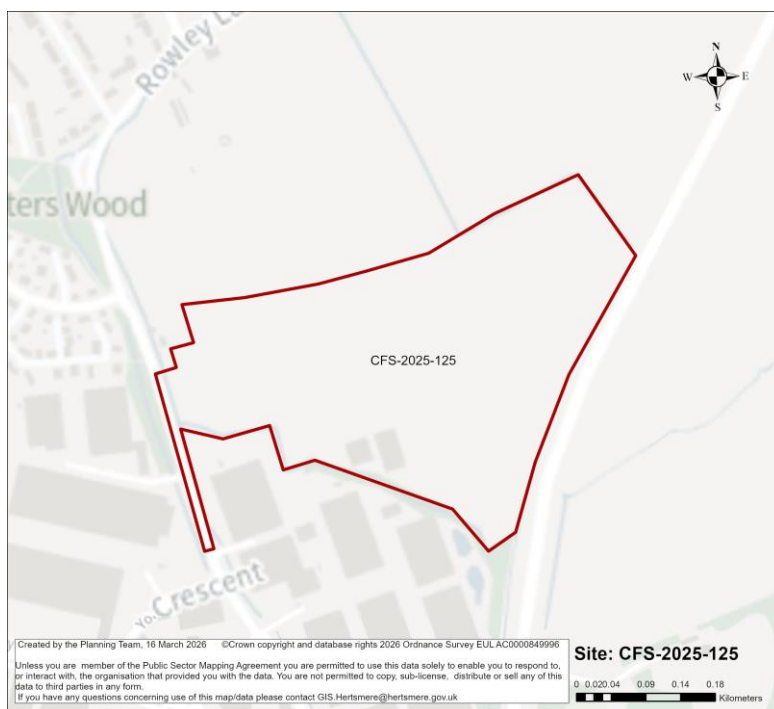 Rowley La
N
W E
S
ters Wood
CFS-2025-125
Yo
Crescent
Created by the Planning Team, 16 March 2026 ©Crown copyright and database rights 2026 Ordnance Survey EUL AC0000849996
Unless you are member of the Public Sector Mapping Agreement you are permitted to use this data solely to enable you to respond to,
or interact with, the organisation that provided you with the data. You are not permitted to copy, sub-license, distribute or sell any of this
data to third parties in any form.
If you have any questions concerning use of this map/data please contact GIS.Hertsmere@hertsmere.gov.uk
Site: CFS-2025-125
0 0.020.04 0.09 0.14 0.18
Kilometers